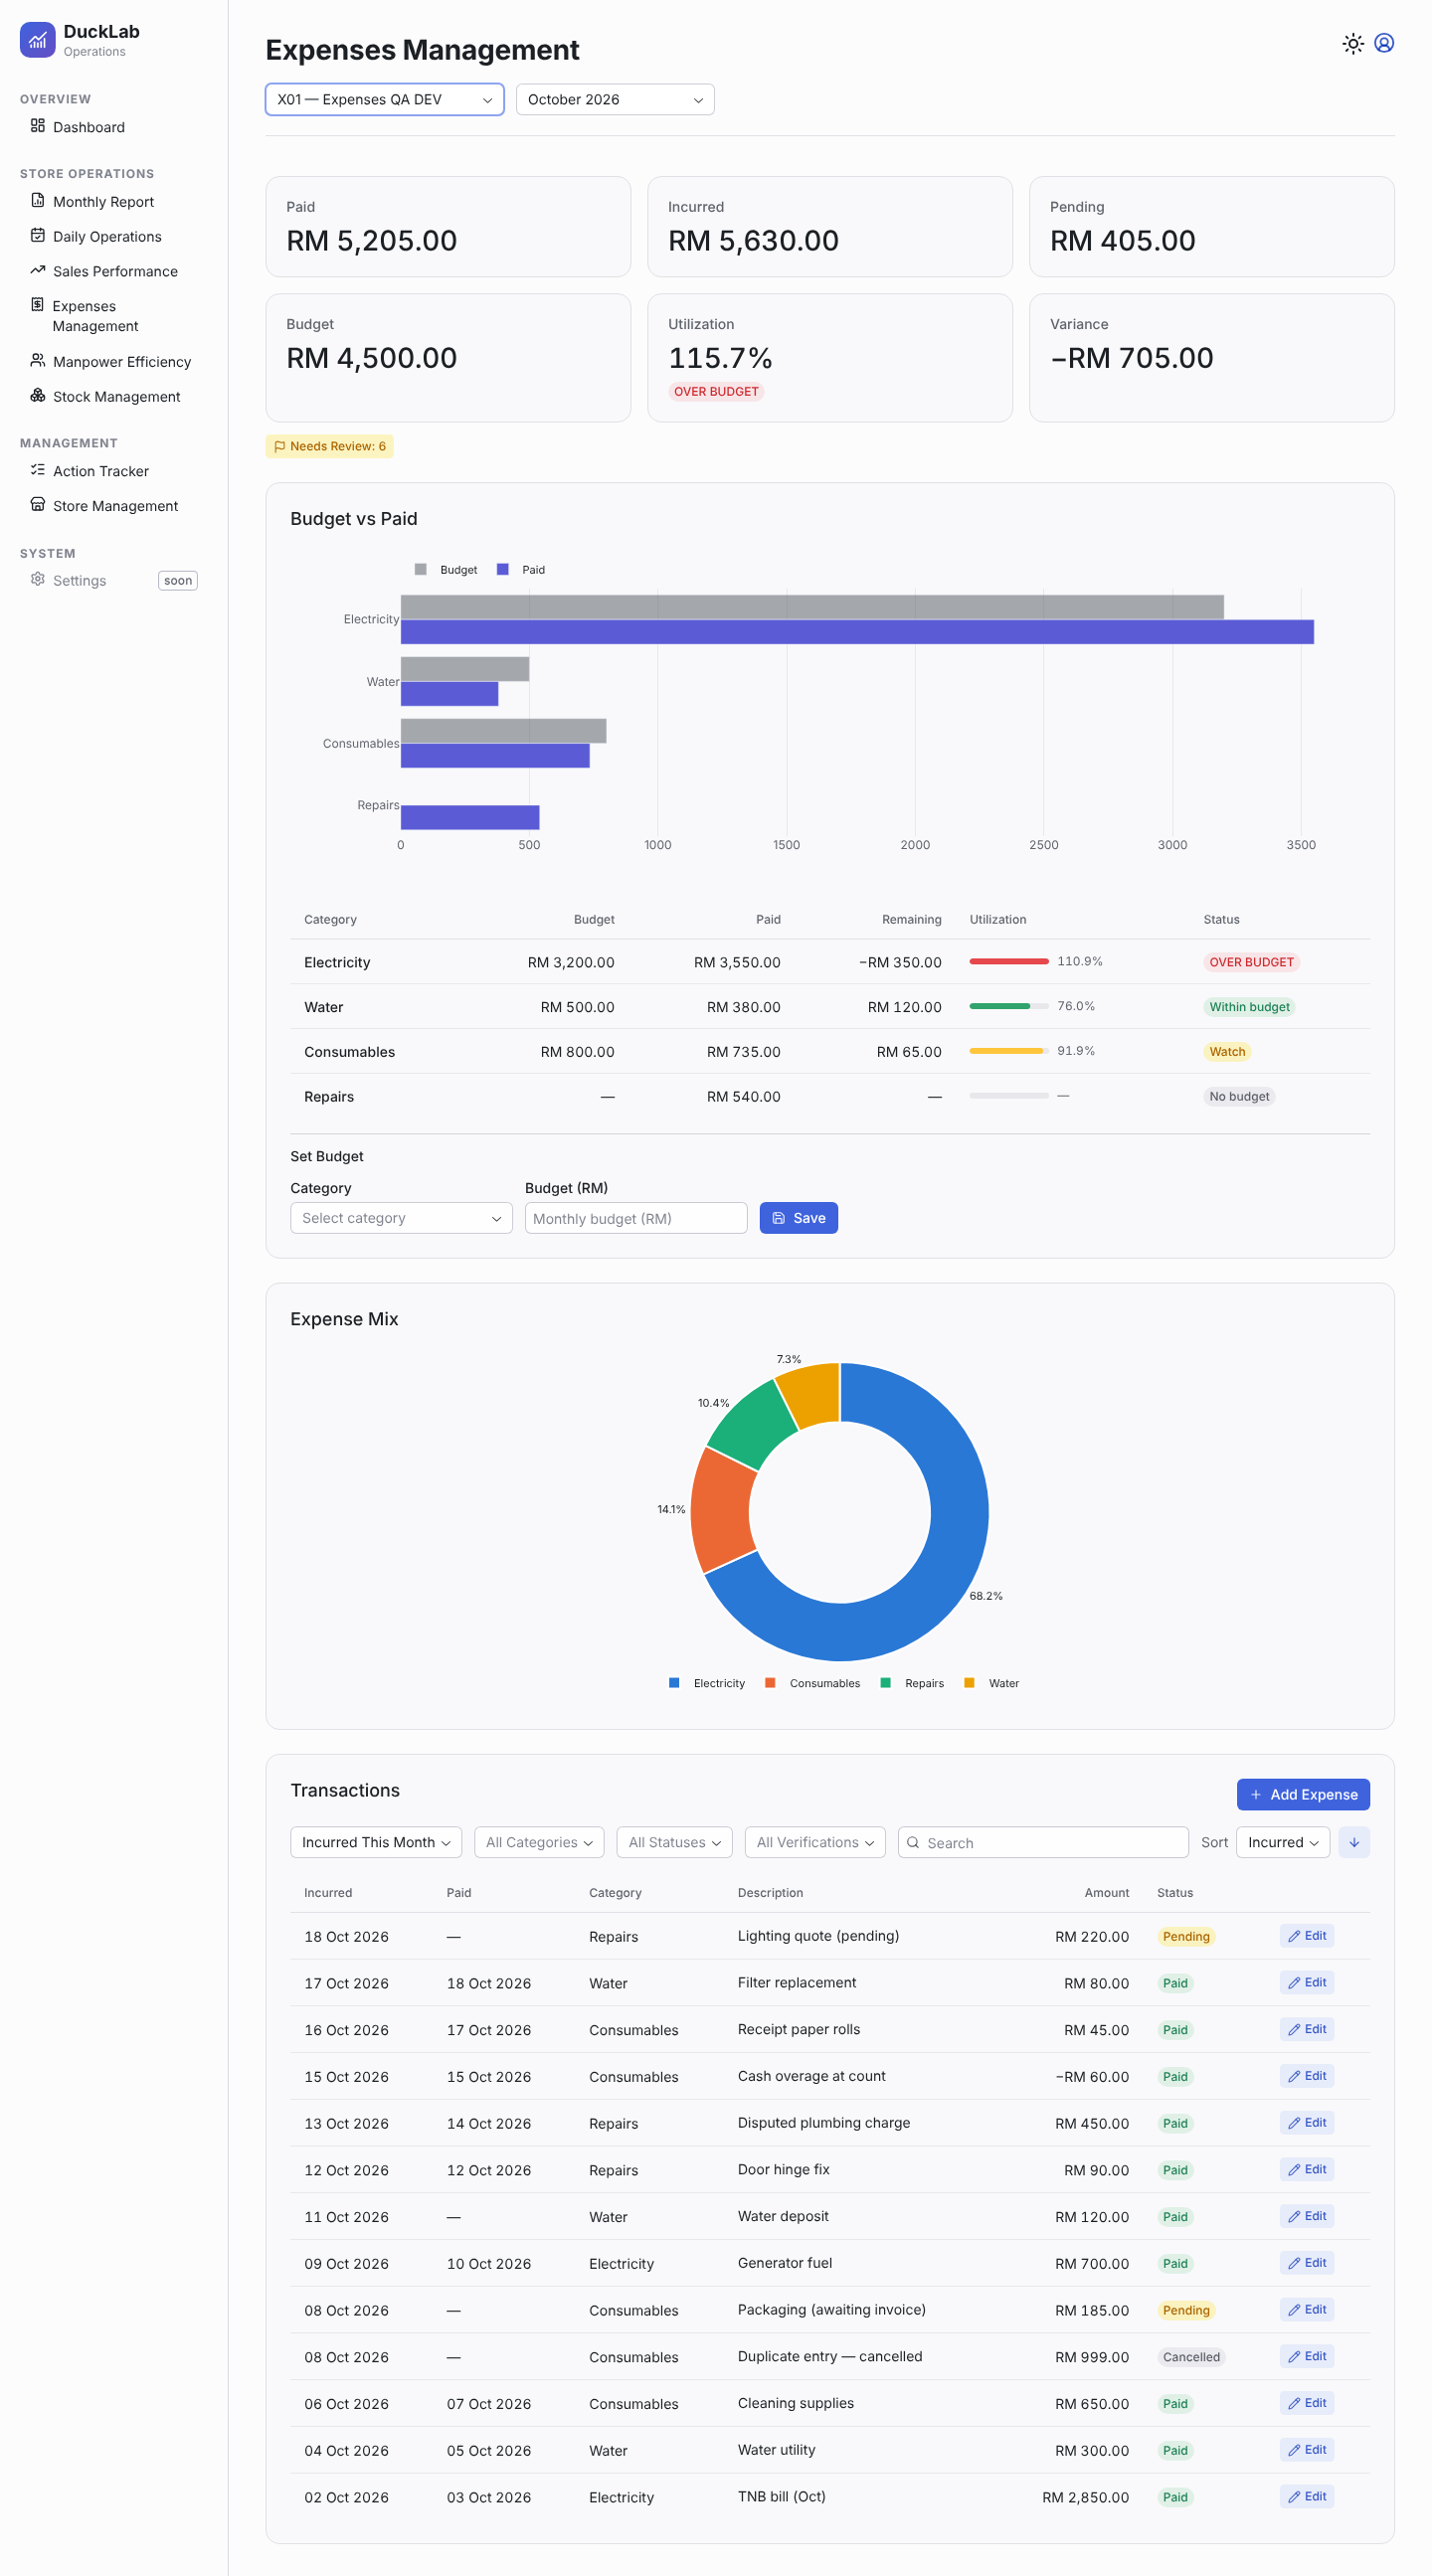 DuckLab
Operations
OVERVIEW
Dashboard
STORE OPERATIONS
Monthly Report
Daily Operations
Sales Performance
Expenses
Management
Manpower Efficiency
Stock Management
MANAGEMENT
Action Tracker
Store Management
SYSTEM
Settings soon
Expenses Management
X01 — Expenses QA DEV October 2026
Paid Incurred Pending
RM 5,205.00 RM 5,630.00 RM 405.00
Budget Utilization Variance
RM 4,500.00 115.7% −RM 705.00
OVER BUDGET
Needs Review: 6
Budget vs Paid
Budget Paid
Electricity
Water
Consumables
Repairs
0 500 1000 1500 2000 2500 3000 3500
Category Budget Paid Remaining Utilization Status
Electricity RM 3,200.00 RM 3,550.00 −RM 350.00 110.9% OVER BUDGET
Water RM 500.00 RM 380.00 RM 120.00 76.0% Within budget
Consumables RM 800.00 RM 735.00 RM 65.00 91.9% Watch
Repairs — RM 540.00 — — No budget
Set Budget
Category Budget (RM)
Select category Monthly budget (RM) Save
Expense Mix
7.3%
10.4%
14.1%
68.2%
Electricity Consumables Repairs Water
Transactions
Add Expense
Incurred This Month All Categories All Statuses All Verifications Search Sort Incurred
Incurred Paid Category Description Amount Status
18 Oct 2026 — Repairs Lighting quote (pending) RM 220.00 Pending Edit
17 Oct 2026 18 Oct 2026 Water Filter replacement RM 80.00 Paid Edit
16 Oct 2026 17 Oct 2026 Consumables Receipt paper rolls RM 45.00 Paid Edit
15 Oct 2026 15 Oct 2026 Consumables Cash overage at count −RM 60.00 Paid Edit
13 Oct 2026 14 Oct 2026 Repairs Disputed plumbing charge RM 450.00 Paid Edit
12 Oct 2026 12 Oct 2026 Repairs Door hinge fix RM 90.00 Paid Edit
11 Oct 2026 — Water Water deposit RM 120.00 Paid Edit
09 Oct 2026 10 Oct 2026 Electricity Generator fuel RM 700.00 Paid Edit
08 Oct 2026 — Consumables Packaging (awaiting invoice) RM 185.00 Pending Edit
08 Oct 2026 — Consumables Duplicate entry — cancelled RM 999.00 Cancelled Edit
06 Oct 2026 07 Oct 2026 Consumables Cleaning supplies RM 650.00 Paid Edit
04 Oct 2026 05 Oct 2026 Water Water utility RM 300.00 Paid Edit
02 Oct 2026 03 Oct 2026 Electricity TNB bill (Oct) RM 2,850.00 Paid Edit